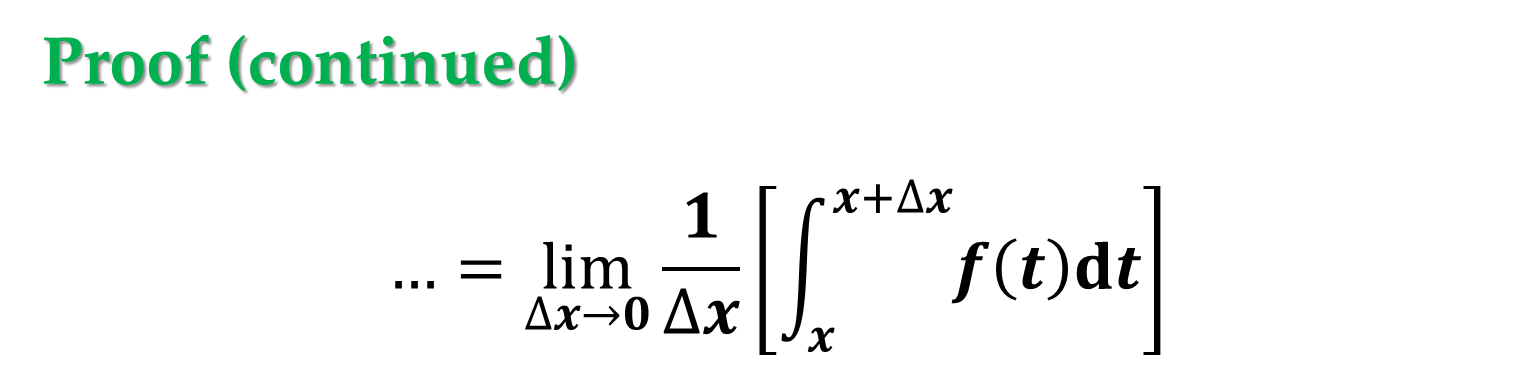 Proof (continued)
... = lim_{Δx→0} 1/Δx [∫_x^{x+Δx} f(t)dt]